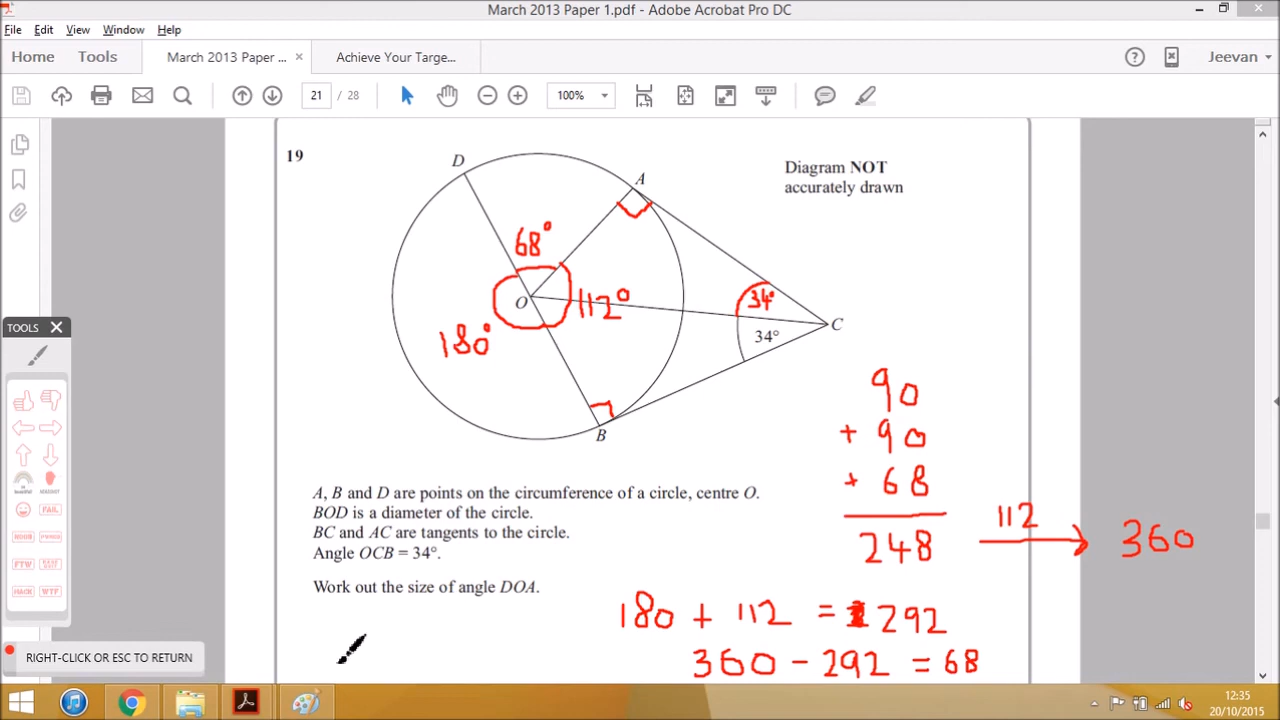 March 2013 Paper 1.pdf - Adobe Acrobat Pro DC
File Edit View Window Help
Home Tools March 2013 Paper ... × Achieve Your Targe... Jeevan
21 / 28 100%
19
Diagram NOT
accurately drawn
D
A
68°
O
112°
34°
C
180°
34°
B
TOOLS
FAIL
FTW
HACK WTF
90
+ 90
+ 68
248 112 → 360
A, B and D are points on the circumference of a circle, centre O.
BOD is a diameter of the circle.
BC and AC are tangents to the circle.
Angle OCB = 34°.
Work out the size of angle DOA.
180 + 112 = 292
360 - 292 = 68
RIGHT-CLICK OR ESC TO RETURN
12:35
20/10/2015